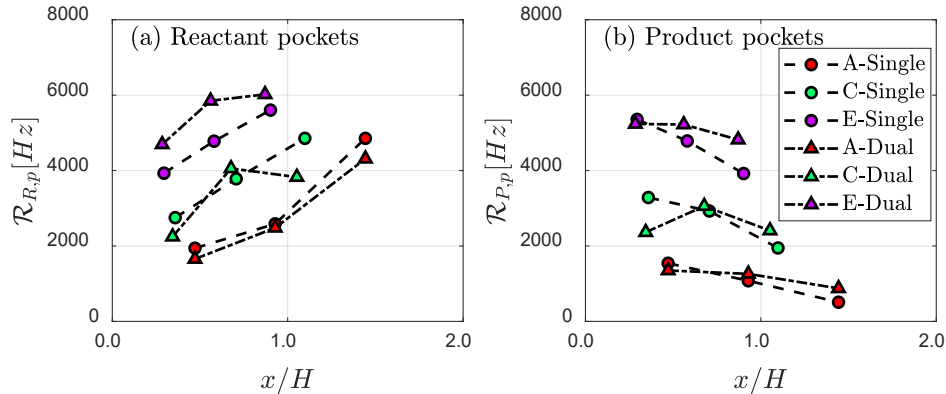 (a) Reactant pockets
8000
6000
4000
2000
0
0.0 1.0 2.0
x/H
ℛ_{R,p}[Hz]
(b) Product pockets
8000
6000
4000
2000
0
0.0 1.0 2.0
x/H
ℛ_{P,p}[Hz]
A-Single
C-Single
E-Single
A-Dual
C-Dual
E-Dual